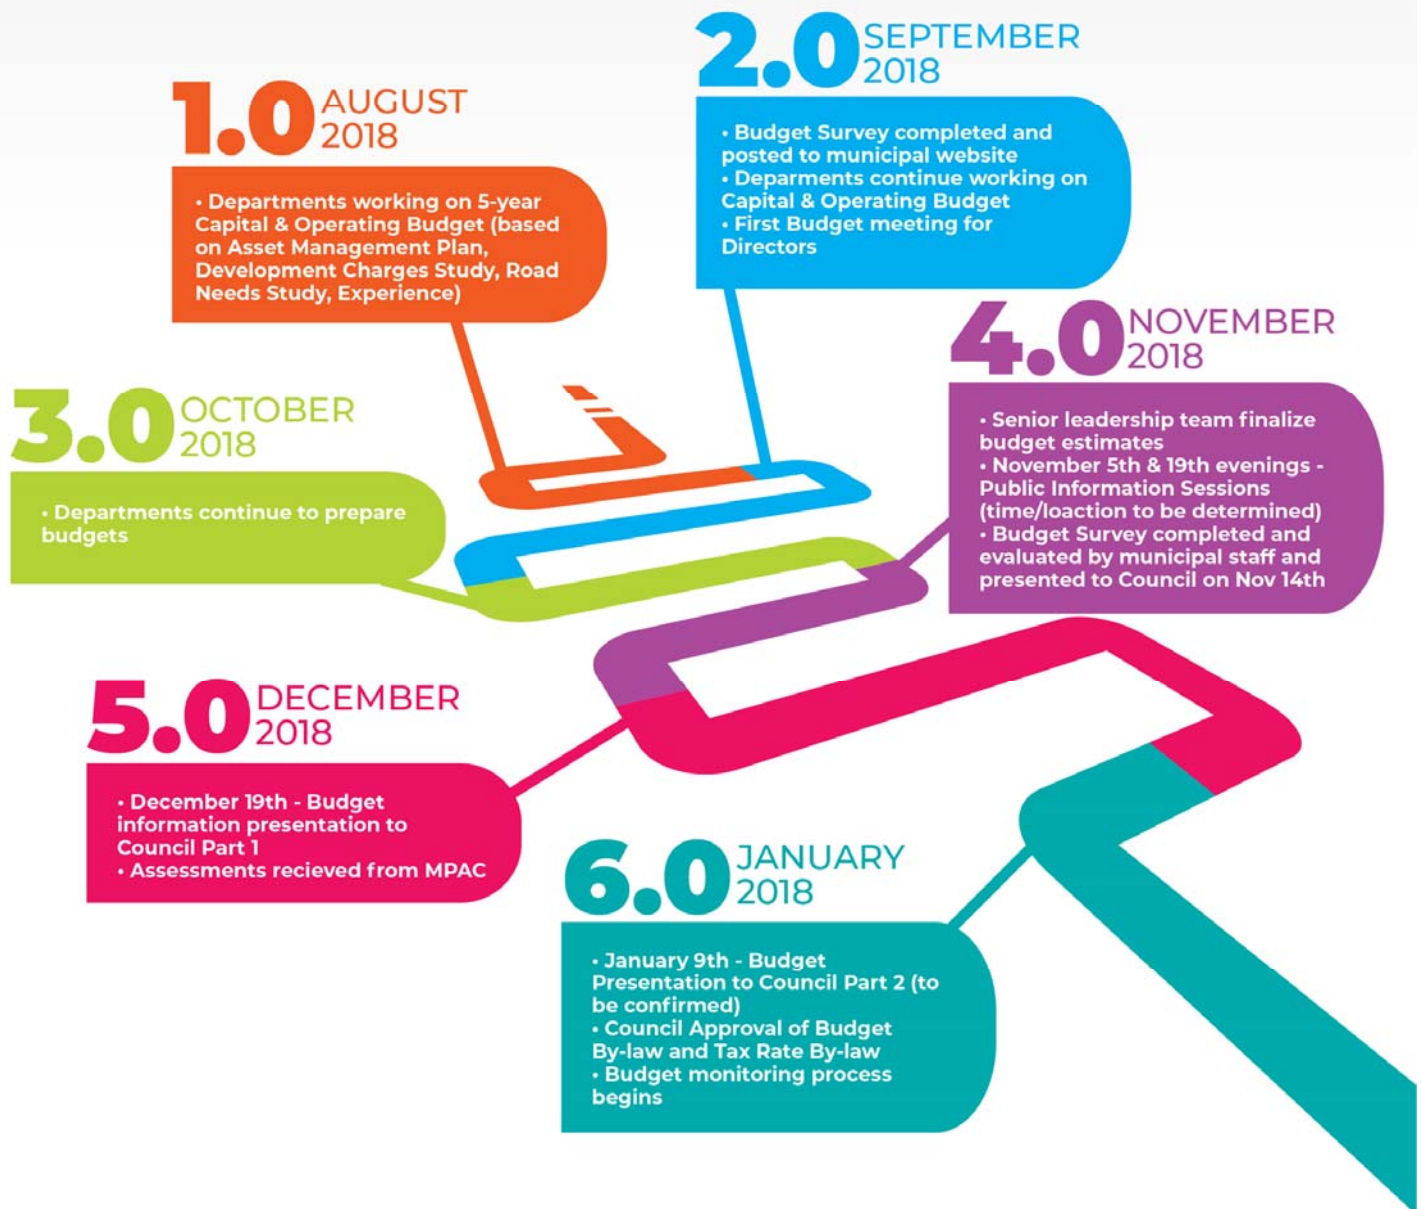 1.0 AUGUST
2018
• Departments working on 5-year
Capital & Operating Budget (based
on Asset Management Plan,
Development Charges Study, Road
Needs Study, Experience)
2.0 SEPTEMBER
2018
• Budget Survey completed and
posted to municipal website
• Deparments continue working on
Capital & Operating Budget
• First Budget meeting for
Directors
3.0 OCTOBER
2018
• Departments continue to prepare
budgets
4.0 NOVEMBER
2018
• Senior leadership team finalize
budget estimates
• November 5th & 19th evenings -
Public Information Sessions
(time/loaction to be determined)
• Budget Survey completed and
evaluated by municipal staff and
presented to Council on Nov 14th
5.0 DECEMBER
2018
• December 19th - Budget
information presentation to
Council Part 1
• Assessments recieved from MPAC
6.0 JANUARY
2018
• January 9th - Budget
Presentation to Council Part 2 (to
be confirmed)
• Council Approval of Budget
By-law and Tax Rate By-law
• Budget monitoring process
begins